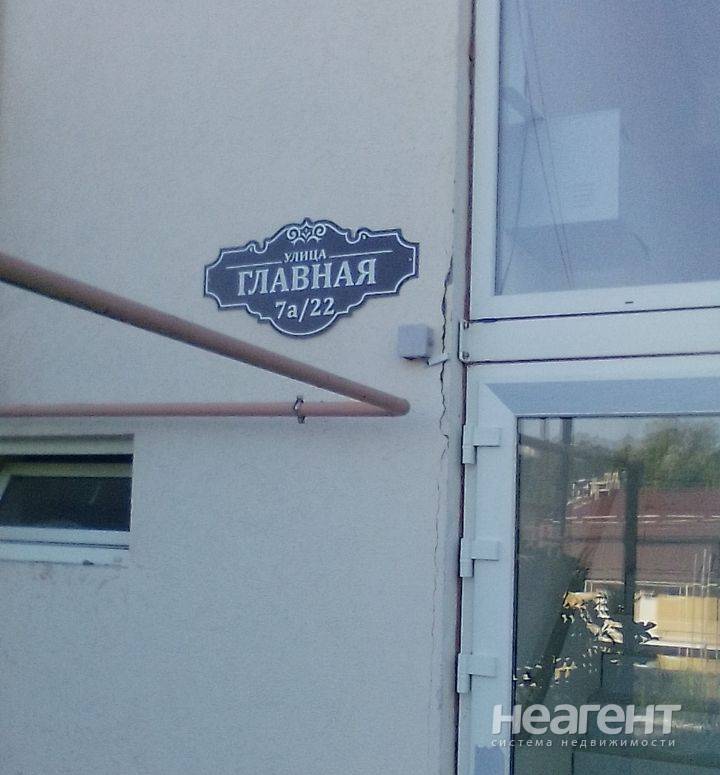 УЛИЦА
ГЛАВНАЯ
7а/22
неагент
система недвижимости